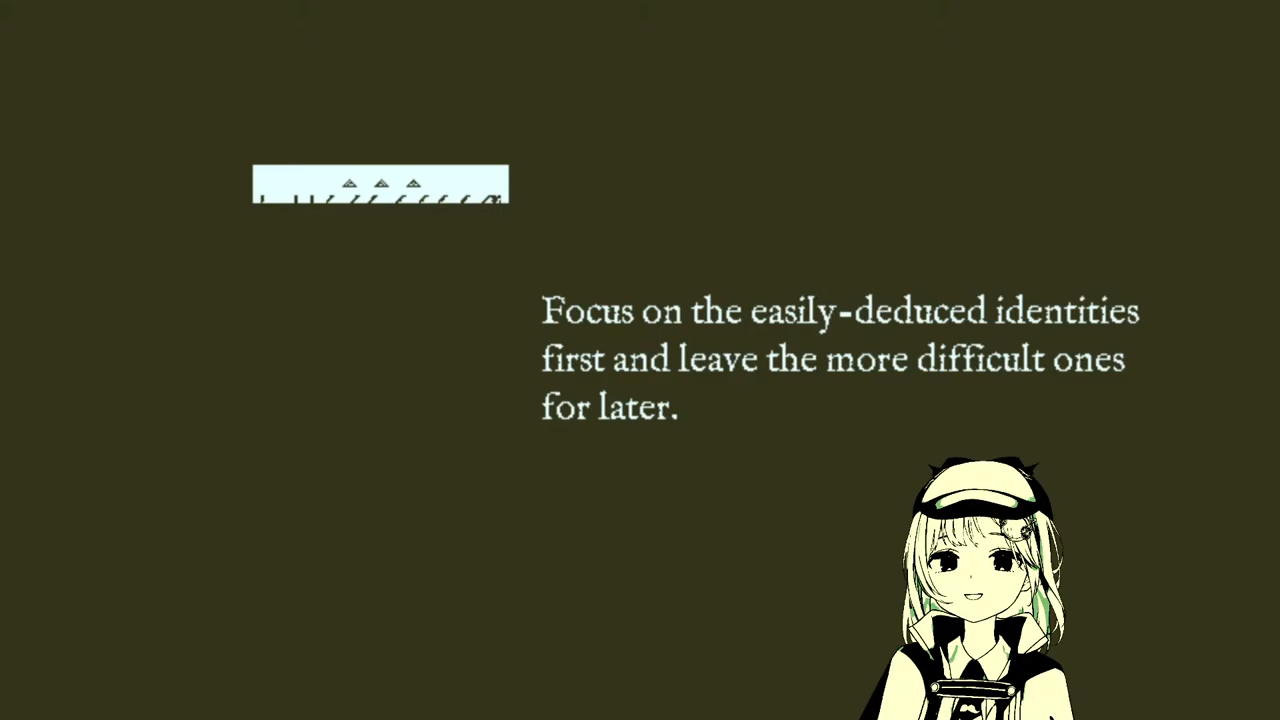 Focus on the easily-deduced identities
first and leave the more difficult ones
for later.